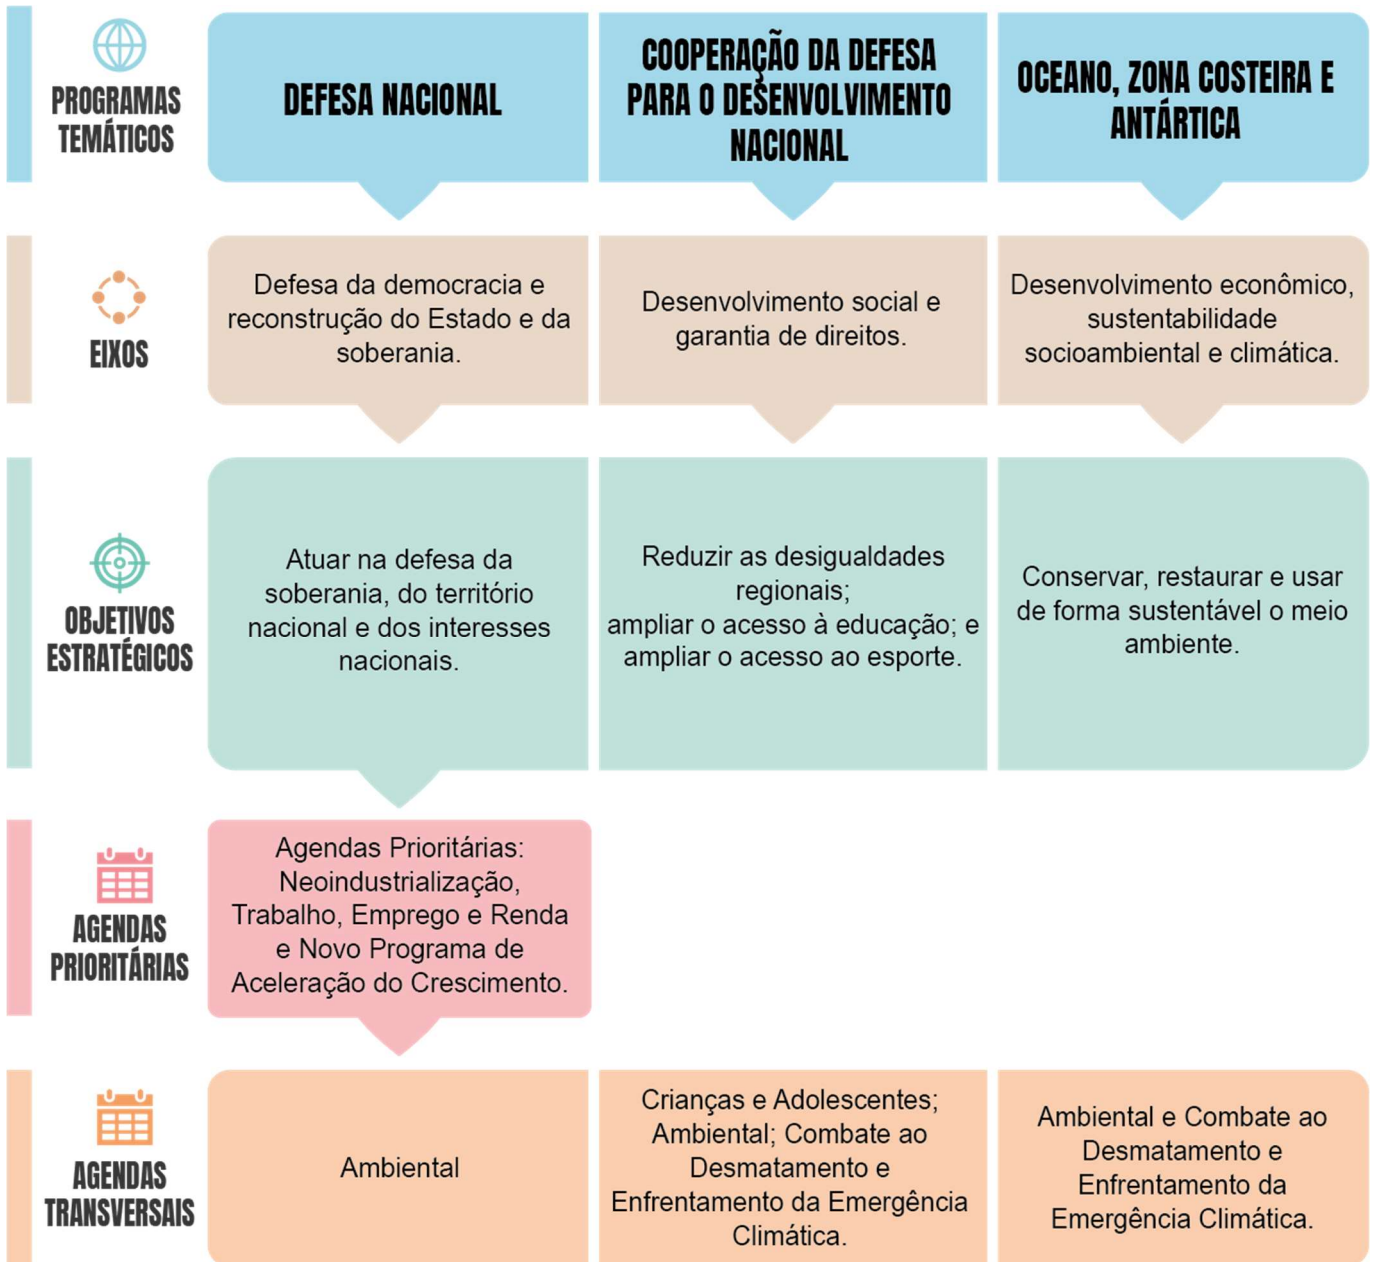 PROGRAMAS
TEMÁTICOS
DEFESA NACIONAL
COOPERAÇÃO DA DEFESA
PARA O DESENVOLVIMENTO
NACIONAL
OCEANO, ZONA COSTEIRA E
ANTÁRTICA
EIXOS
Defesa da democracia e
reconstrução do Estado e da
soberania.
Desenvolvimento social e
garantia de direitos.
Desenvolvimento econômico,
sustentabilidade
socioambiental e climática.
OBJETIVOS
ESTRATÉGICOS
Atuar na defesa da
soberania, do território
nacional e dos interesses
nacionais.
Reduzir as desigualdades
regionais;
ampliar o acesso à educação; e
ampliar o acesso ao esporte.
Conservar, restaurar e usar
de forma sustentável o meio
ambiente.
AGENDAS
PRIORITÁRIAS
Agendas Prioritárias:
Neoindustrialização,
Trabalho, Emprego e Renda
e Novo Programa de
Aceleração do Crescimento.
AGENDAS
TRANSVERSAIS
Ambiental
Crianças e Adolescentes;
Ambiental; Combate ao
Desmatamento e
Enfrentamento da Emergência
Climática.
Ambiental e Combate ao
Desmatamento e
Enfrentamento da
Emergência Climática.